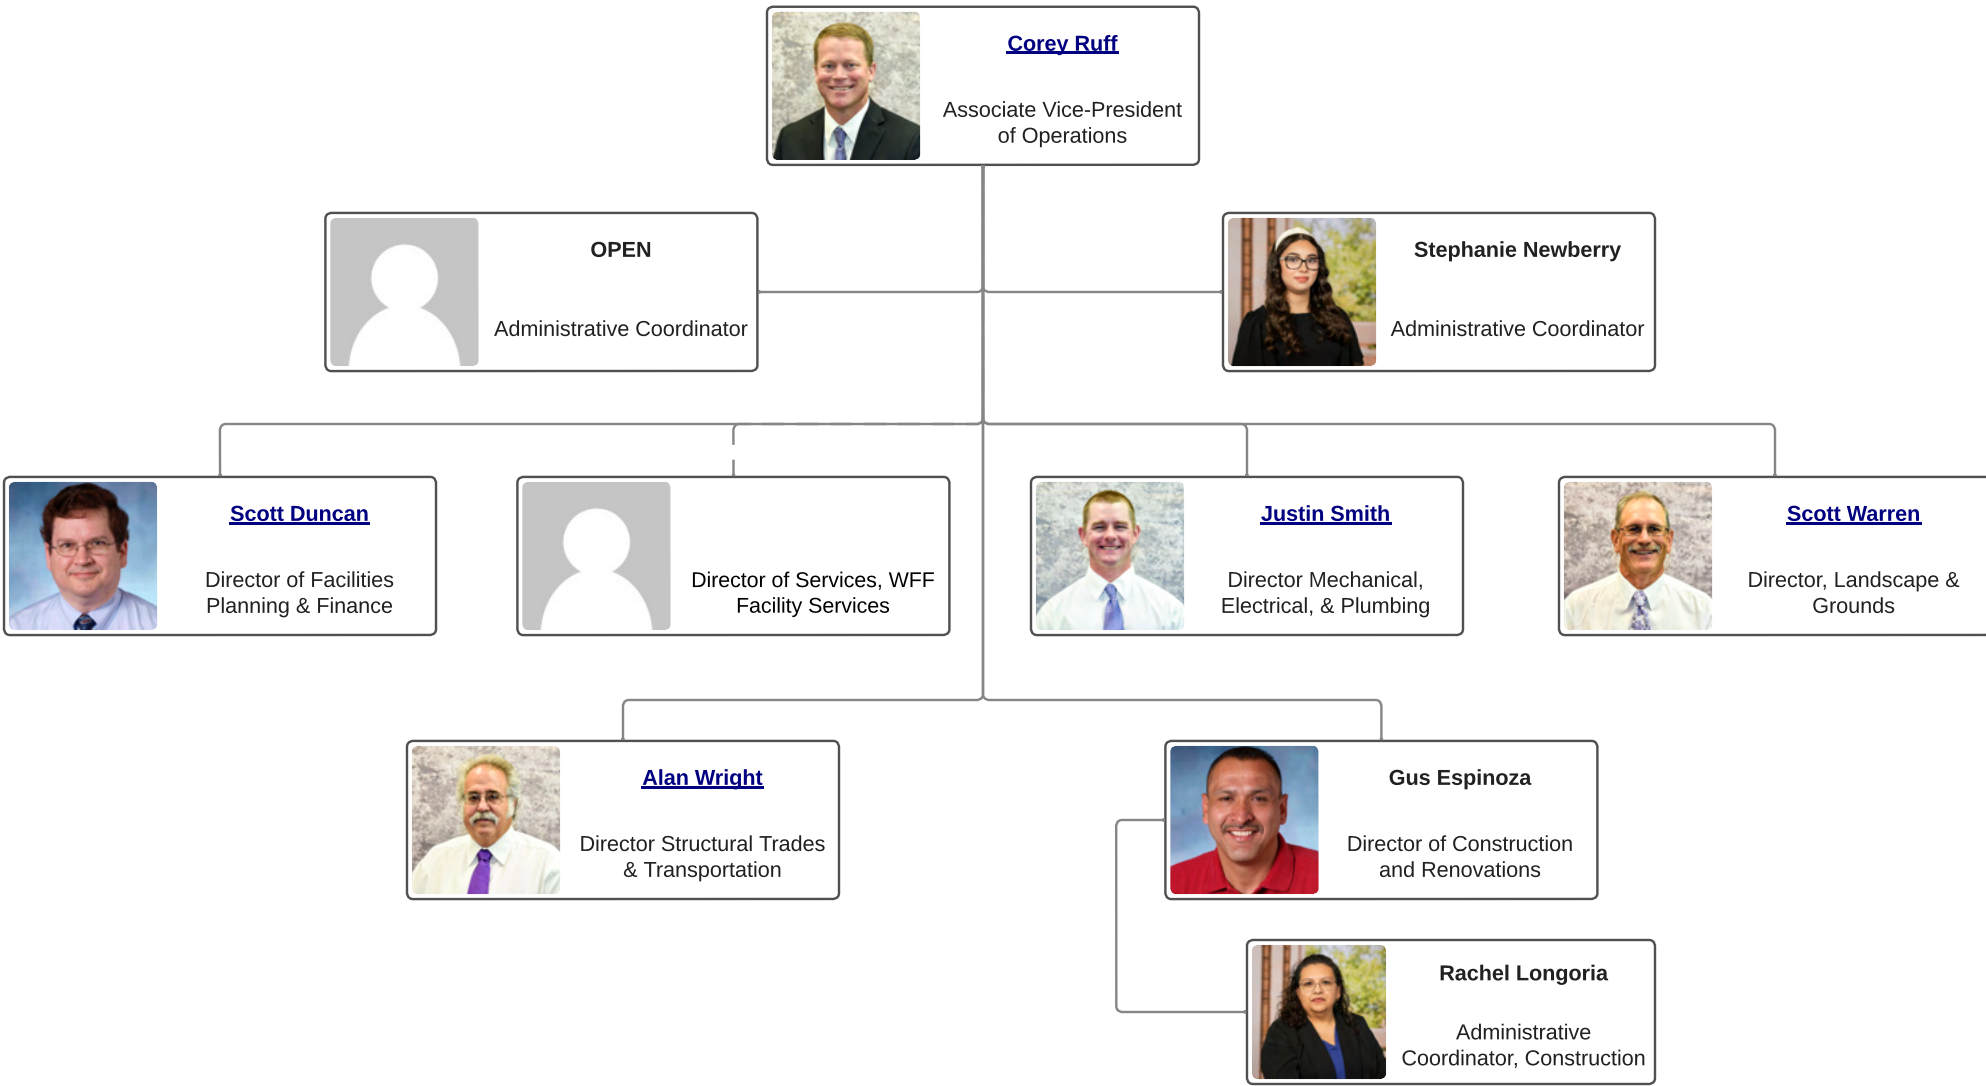 Corey Ruff
Associate Vice-President
of Operations
OPEN
Administrative Coordinator
Stephanie Newberry
Administrative Coordinator
Scott Duncan
Director of Facilities
Planning & Finance
Director of Services, WFF
Facility Services
Justin Smith
Director Mechanical,
Electrical, & Plumbing
Scott Warren
Director, Landscape &
Grounds
Alan Wright
Director Structural Trades
& Transportation
Gus Espinoza
Director of Construction
and Renovations
Rachel Longoria
Administrative
Coordinator, Construction